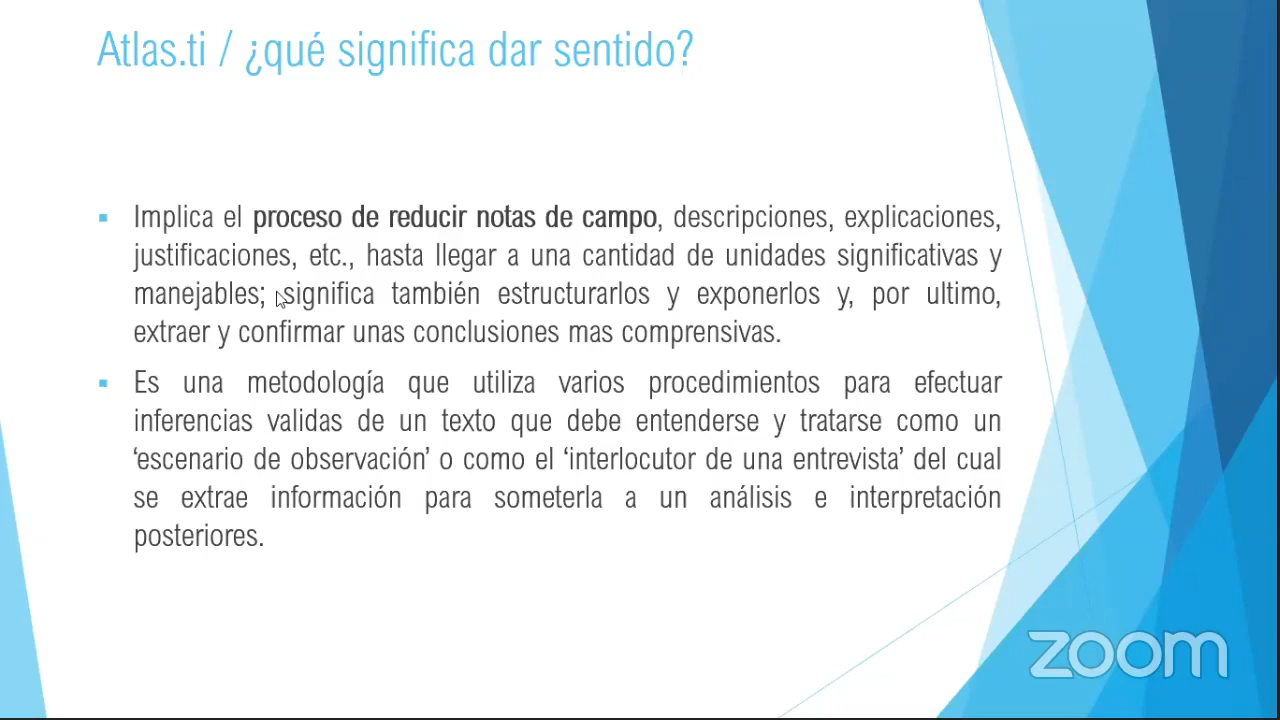 Atlas.ti / ¿qué significa dar sentido?
Implica el proceso de reducir notas de campo, descripciones, explicaciones,
justificaciones, etc., hasta llegar a una cantidad de unidades significativas y
manejables; significa también estructurarlos y exponerlos y, por ultimo,
extraer y confirmar unas conclusiones mas comprensivas.
Es una metodología que utiliza varios procedimientos para efectuar
inferencias validas de un texto que debe entenderse y tratarse como un
‘escenario de observación’ o como el ‘interlocutor de una entrevista’ del cual
se extrae información para someterla a un análisis e interpretación
posteriores.
zoom